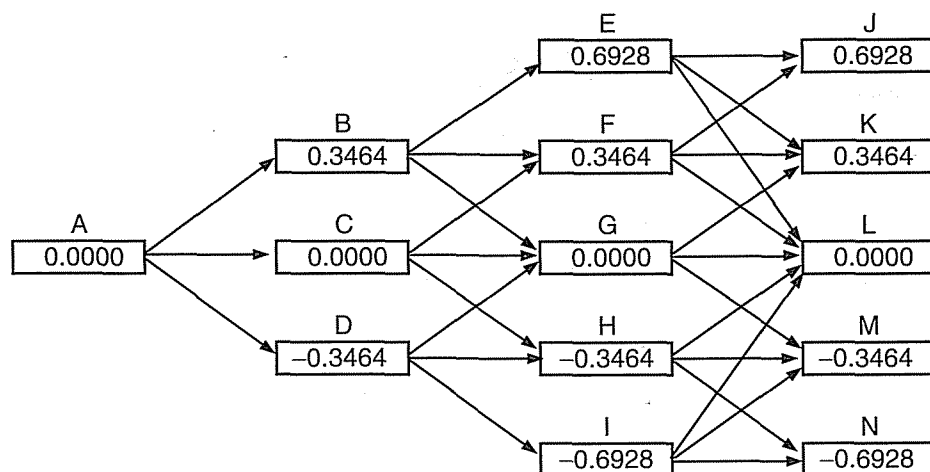 E J
0.6928 0.6928
B F K
0.3464 0.3464 0.3464
A C G L
0.0000 0.0000 0.0000 0.0000
D H M
−0.3464 −0.3464 −0.3464
I N
−0.6928 −0.6928